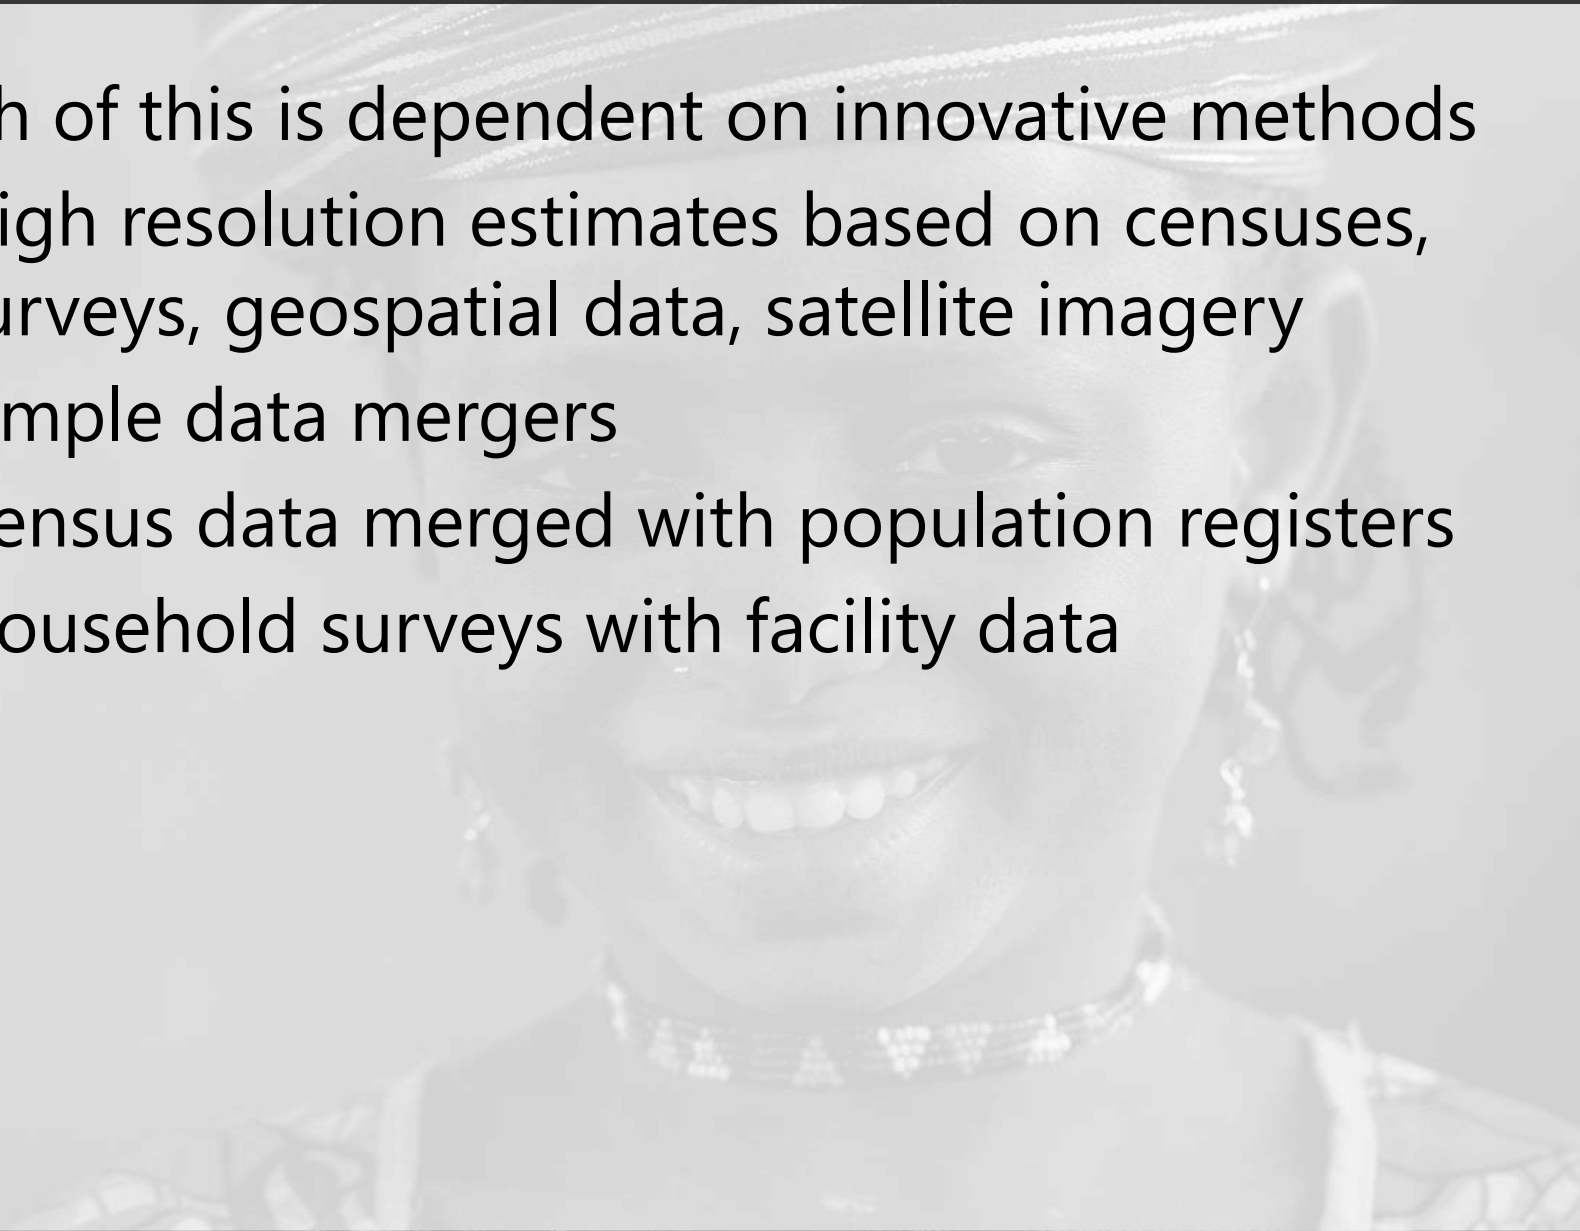 h of this is dependent on innovative methods
igh resolution estimates based on censuses,
urveys, geospatial data, satellite imagery
mple data mergers
ensus data merged with population registers
ousehold surveys with facility data